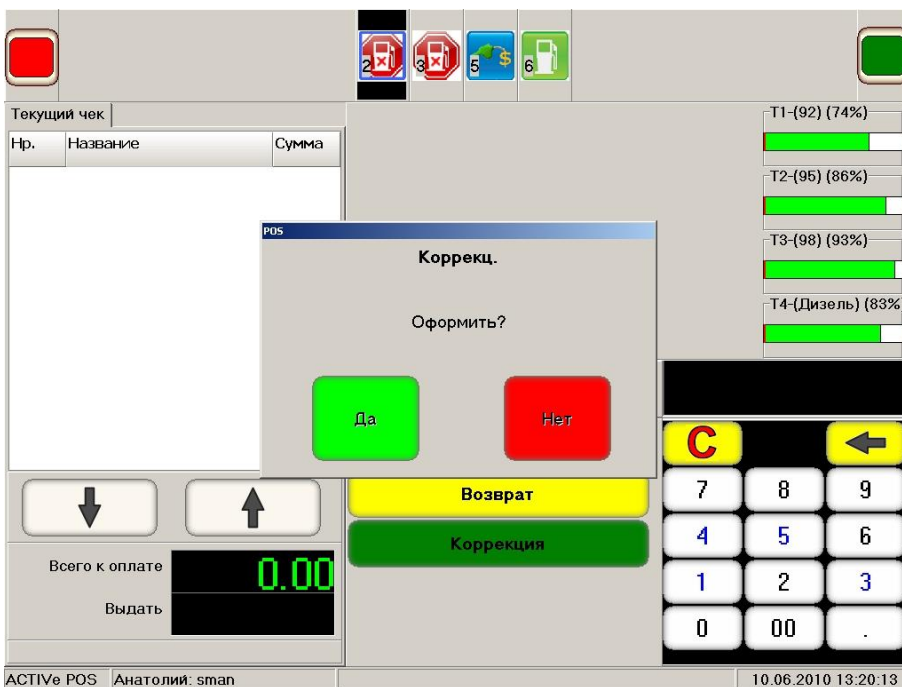 2
3
5
$
6
Текущий чек
Нр. Название Сумма
T1-(92) (74%)
T2-(95) (86%)
T3-(98) (93%)
T4-(Дизель) (83%
POS
Коррекц.
Оформить?
Да Нет
Возврат
Коррекция
C
7 8 9
4 5 6
1 2 3
0 00 .
Всего к оплате 0.00
Выдать
ACTIVe POS Анатолий: sman 10.06.2010 13:20:13